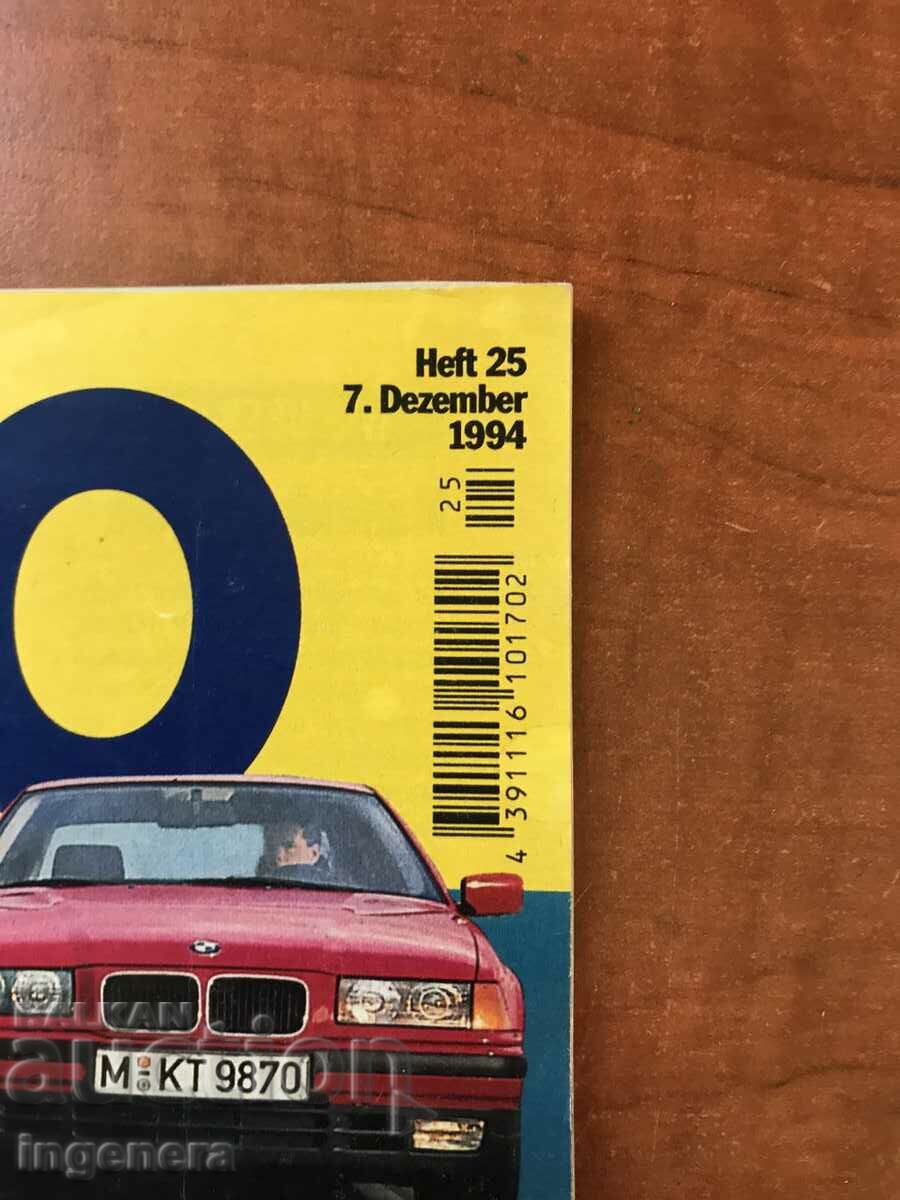 Heft 25
7. Dezember
1994
25
4 391116 101702
O
M KT 9870
BALKAN
auction
ingenera